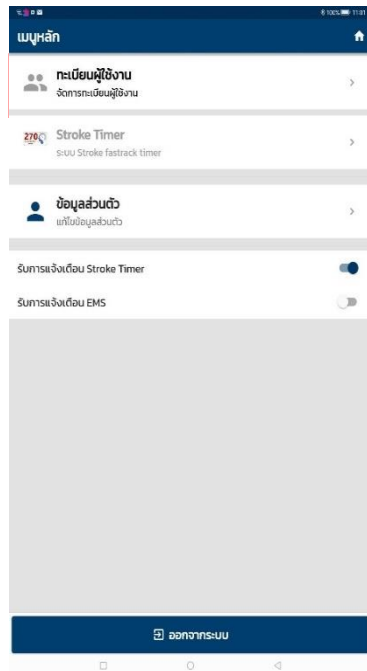 100% 11:01
เมนูหลัก
ทะเบียนผู้ใช้งาน
จัดการทะเบียนผู้ใช้งาน
270
Stroke Timer
ระบบ Stroke fastrack timer
ข้อมูลส่วนตัว
แก้ไขข้อมูลส่วนตัว
รับการแจ้งเตือน Stroke Timer
รับการแจ้งเตือน EMS
ออกจากระบบ